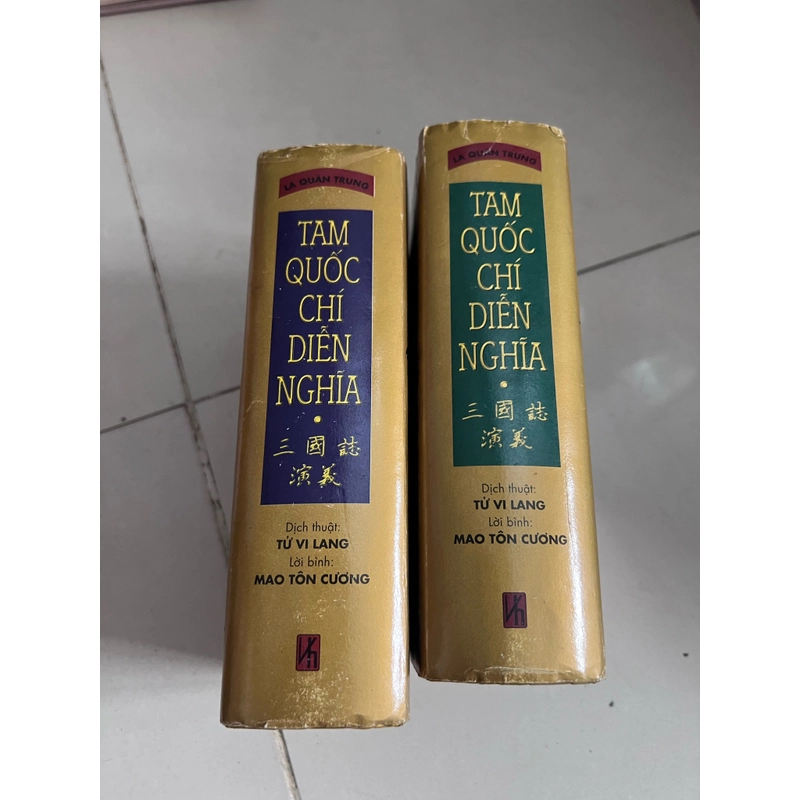 LA QUÁN TRUNG
TAM
QUỐC
CHÍ
DIỄN
NGHĨA
三國誌
演義
Dịch thuật:
TỬ VI LANG
Lời bình:
MAO TÔN CƯƠNG
LA QUÁN TRUNG
TAM
QUỐC
CHÍ
DIỄN
NGHĨA
三國誌
演義
Dịch thuật:
TỬ VI LANG
Lời bình:
MAO TÔN CƯƠNG